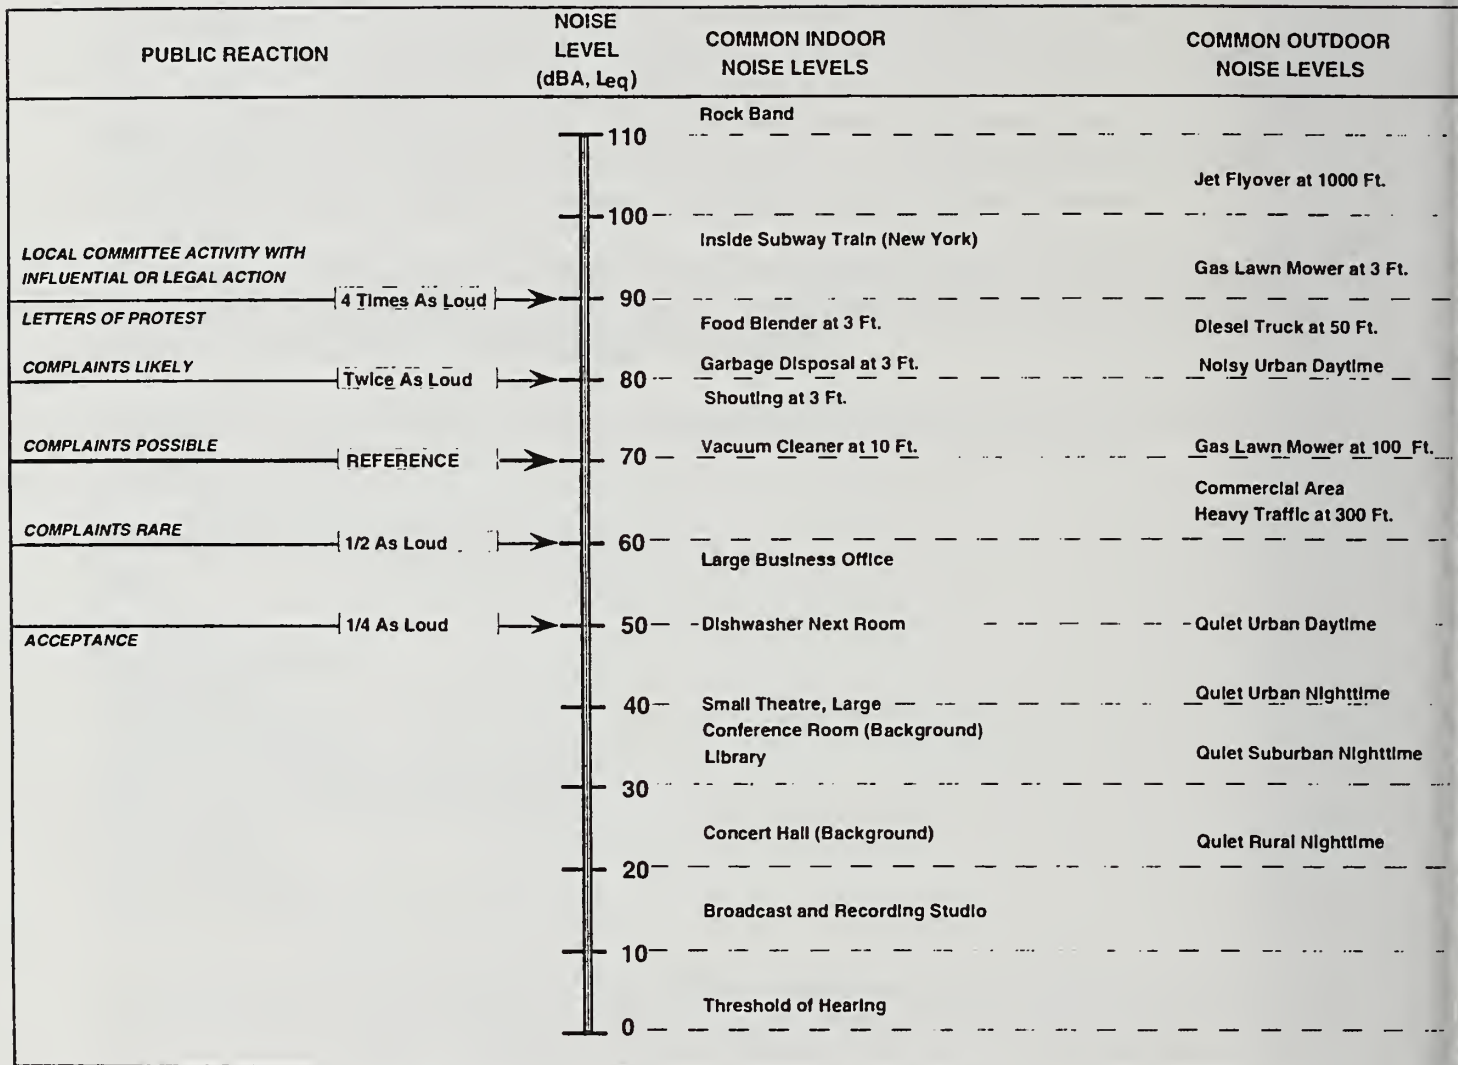 PUBLIC REACTION
NOISE
LEVEL
(dBA, Leq)
COMMON INDOOR
NOISE LEVELS
COMMON OUTDOOR
NOISE LEVELS
Rock Band
110
Jet Flyover at 1000 Ft.
100
Inside Subway Train (New York)
LOCAL COMMITTEE ACTIVITY WITH
INFLUENTIAL OR LEGAL ACTION
Gas Lawn Mower at 3 Ft.
4 Times As Loud
90
LETTERS OF PROTEST
Food Blender at 3 Ft.
Diesel Truck at 50 Ft.
COMPLAINTS LIKELY
Garbage Disposal at 3 Ft.
Noisy Urban Daytime
Twice As Loud
80
Shouting at 3 Ft.
COMPLAINTS POSSIBLE
Vacuum Cleaner at 10 Ft.
Gas Lawn Mower at 100 Ft.
REFERENCE
70
Commercial Area
Heavy Traffic at 300 Ft.
COMPLAINTS RARE
1/2 As Loud
60
Large Business Office
1/4 As Loud
50
Dishwasher Next Room
Quiet Urban Daytime
ACCEPTANCE
Quiet Urban Nighttime
40
Small Theatre, Large
Conference Room (Background)
Library
Quiet Suburban Nighttime
30
Concert Hall (Background)
Quiet Rural Nighttime
20
Broadcast and Recording Studio
10
Threshold of Hearing
0